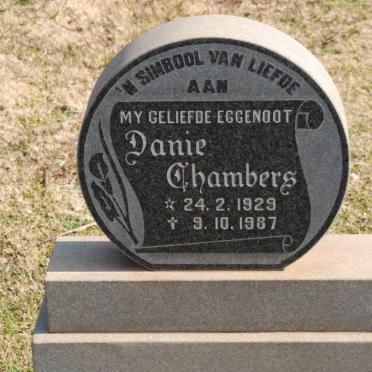 'N SIMBOOL VAN LIEFDE
AAN
MY GELIEFDE EGGENOOT
Danie
Chambers
☆ 24. 2. 1929
✝ 9. 10. 1987